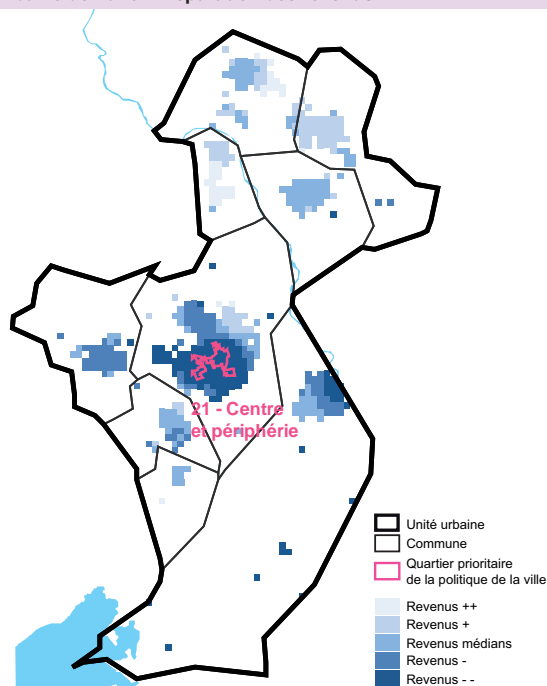 21 - Centre
et périphérie
Unité urbaine
Commune
Quartier prioritaire
de la politique de la ville
Revenus ++
Revenus +
Revenus médians
Revenus -
Revenus - -